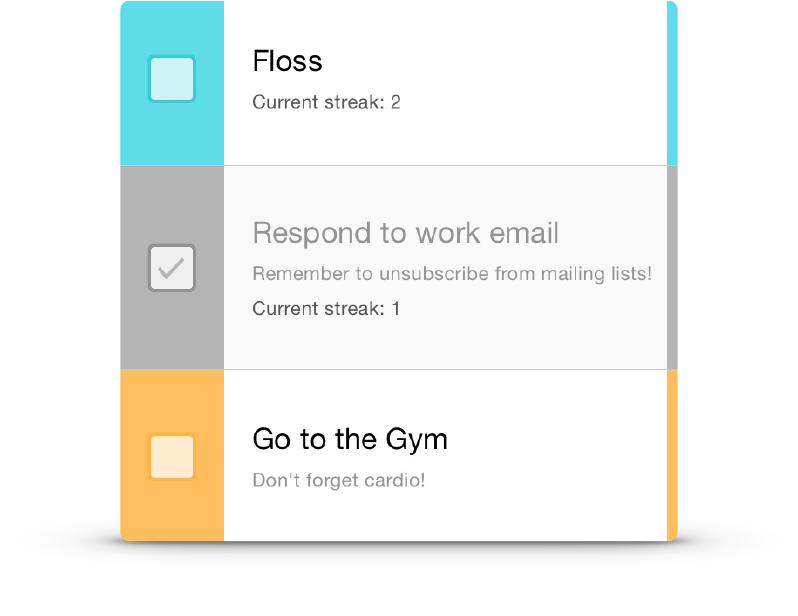 Floss
Current streak: 2
Respond to work email
Remember to unsubscribe from mailing lists!
Current streak: 1
Go to the Gym
Don't forget cardio!